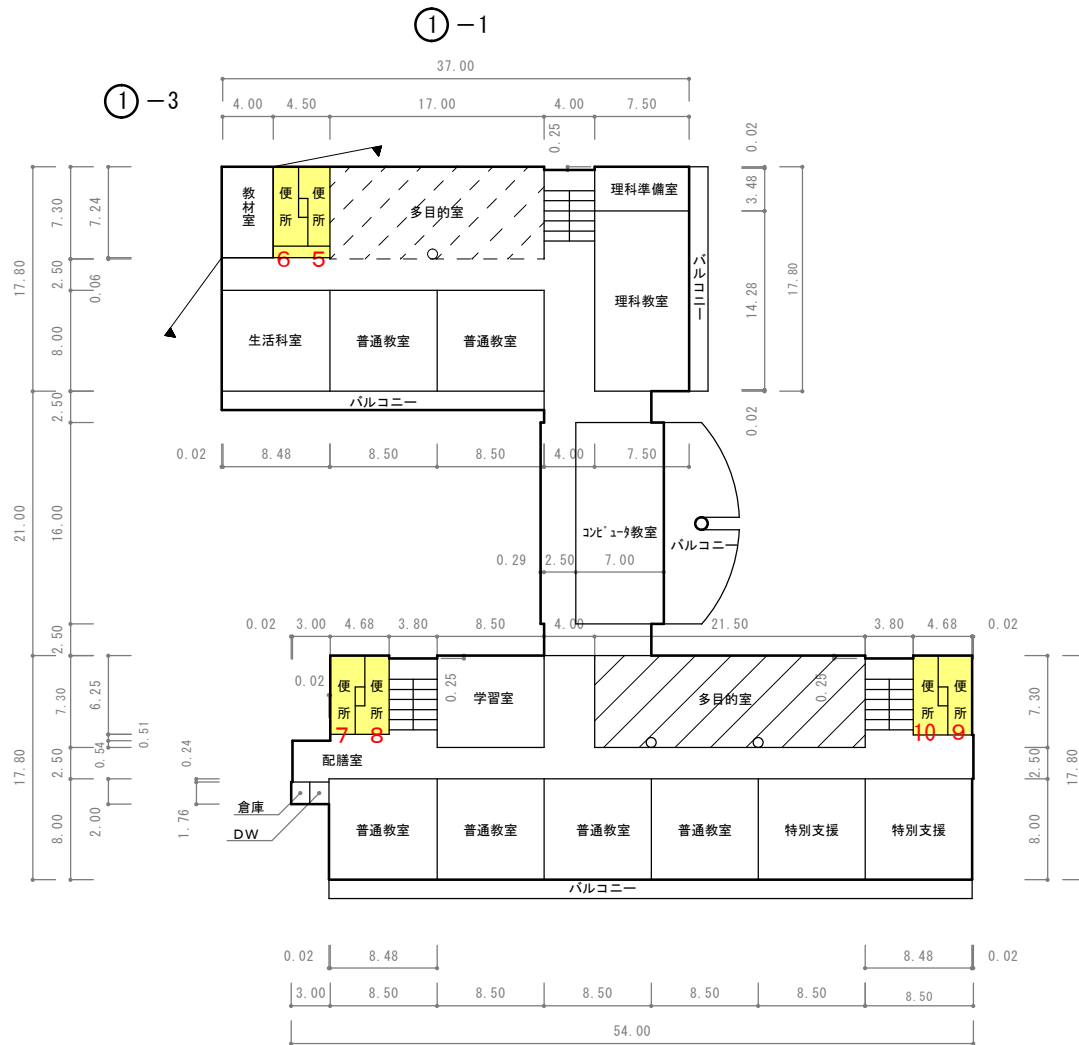 ①－1
①－3
37.00
4.00 4.50 17.00 4.00 7.50
0.25
0.02
3.48
14.28
17.80
0.02
17.80
7.30
7.24
2.50
0.06
8.00
2.50
教材室
便所
便所
6 5
多目的室
理科準備室
理科教室
バルコニー
生活科室
普通教室
普通教室
バルコニー
0.02 8.48 8.50 8.50 4.00 7.50
21.00
16.00
2.50
コンピュータ教室
バルコニー
0.29 2.50 7.00
0.02 3.00 4.68 3.80 8.50 4.00 21.50 3.80 4.68 0.02
17.80
7.30
6.25
0.51
0.54
2.50
0.24
8.00
2.00
1.76
0.02
便所
便所
7 8
0.25
学習室
多目的室
0.25
便所
便所
10 9
7.30
2.50
8.00
17.80
配膳室
倉庫
DW
普通教室
普通教室
普通教室
普通教室
特別支援
特別支援
バルコニー
0.02 8.48 8.48 0.02
3.00 8.50 8.50 8.50 8.50 8.50 8.50
54.00